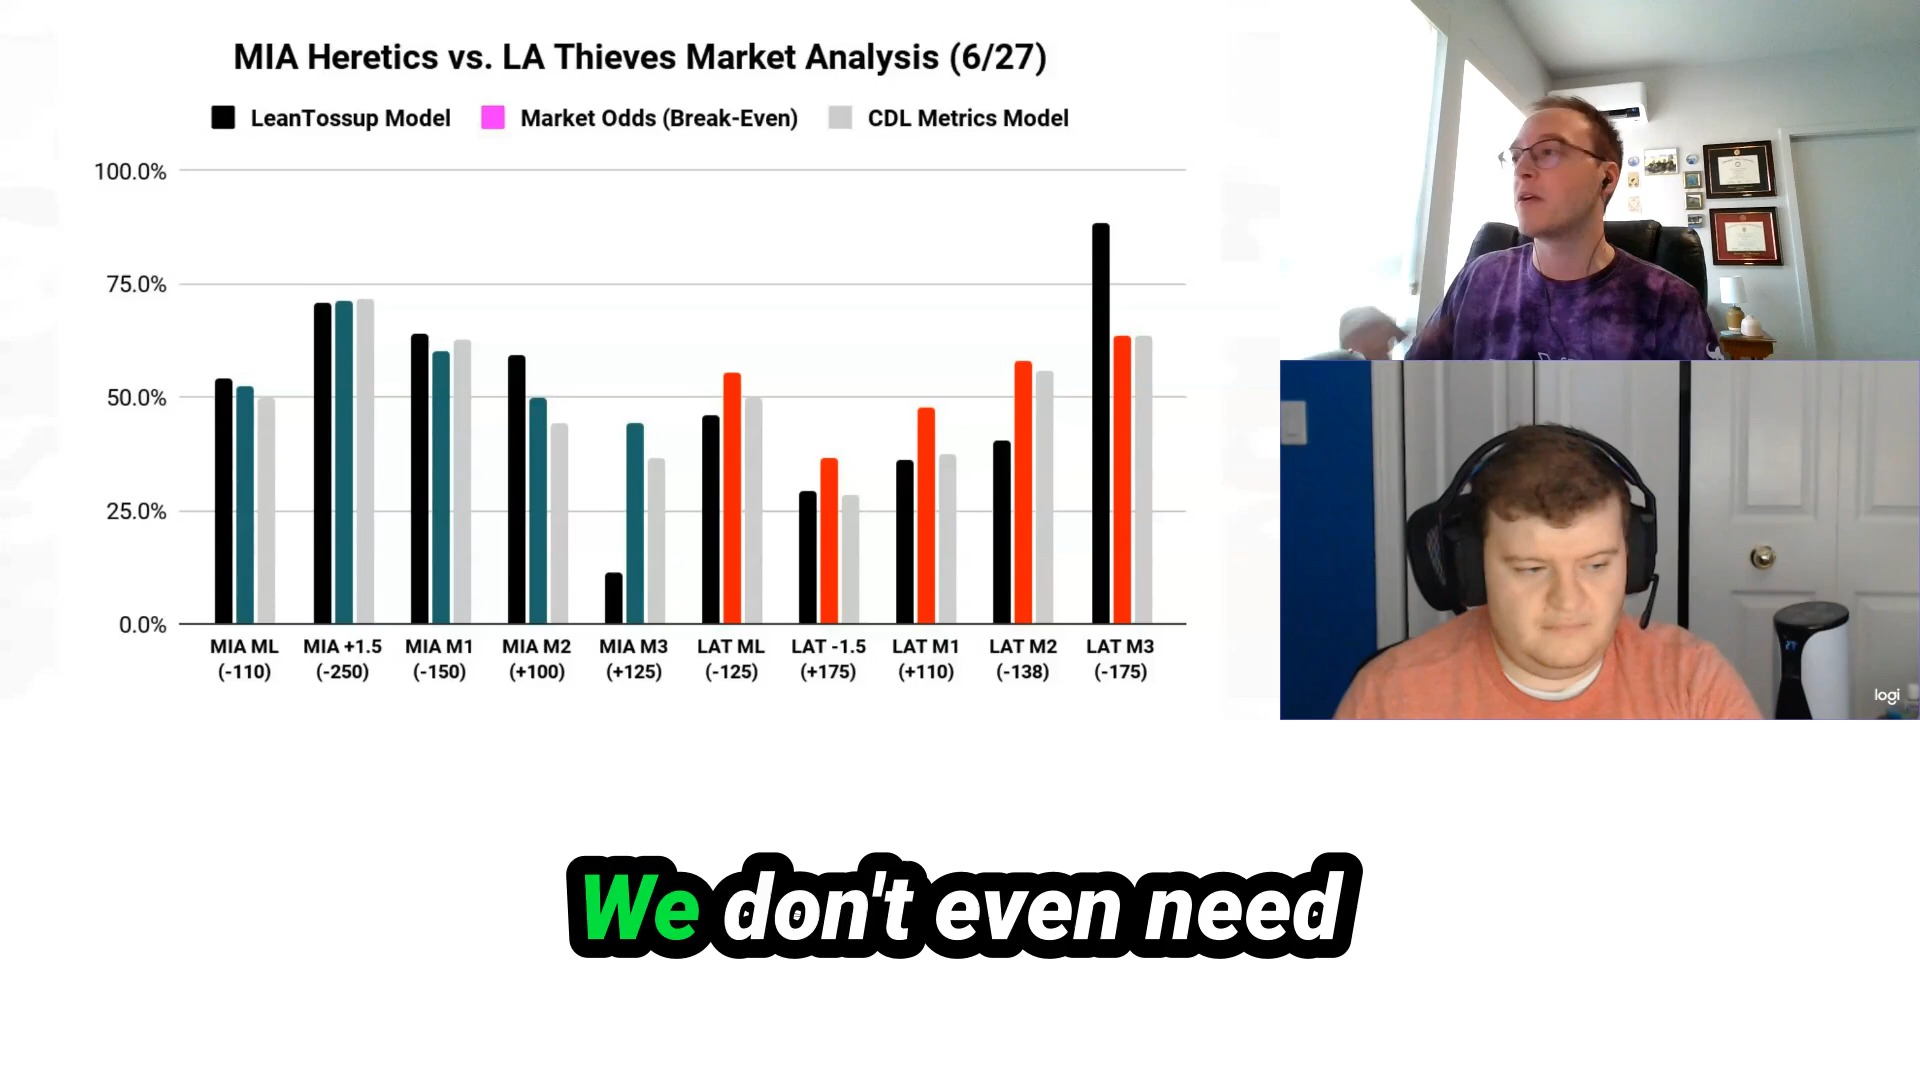 MIA Heretics vs. LA Thieves Market Analysis (6/27)
LeanTossup Model
Market Odds (Break-Even)
CDL Metrics Model
100.0%
75.0%
50.0%
25.0%
0.0%
MIA ML
(-110)
MIA +1.5
(-250)
MIA M1
(-150)
MIA M2
(+100)
MIA M3
(+125)
LAT ML
(-125)
LAT -1.5
(+175)
LAT M1
(+110)
LAT M2
(-138)
LAT M3
(-175)
logi
We don't even need